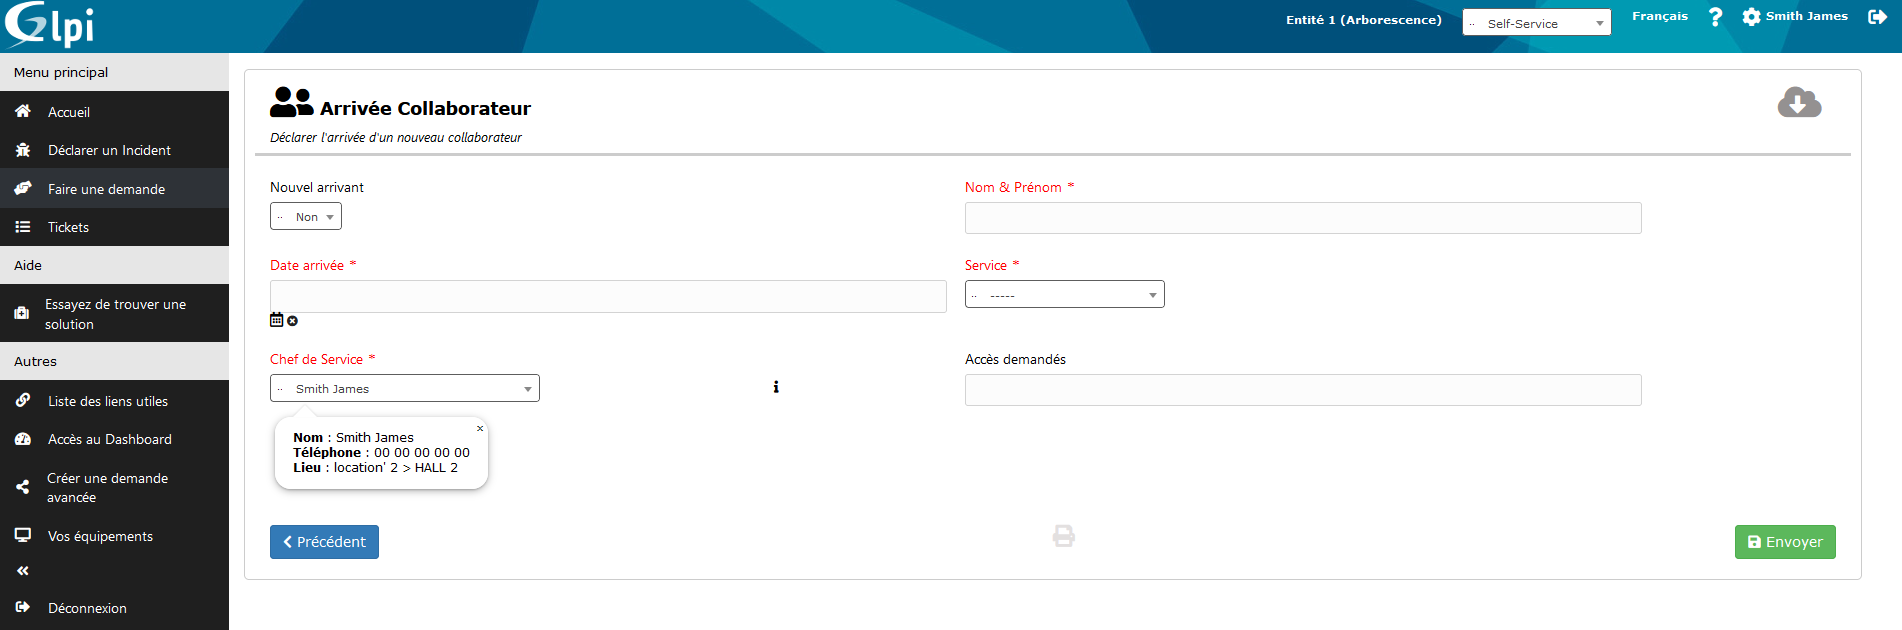 Glpi
Entité 1 (Arborescence)
Self-Service
Français
?
Smith James
Menu principal
Accueil
Déclarer un Incident
Faire une demande
Tickets
Aide
Essayez de trouver une
solution
Autres
Liste des liens utiles
Accès au Dashboard
Créer une demande
avancée
Vos équipements
«
Déconnexion
Arrivée Collaborateur
Déclarer l'arrivée d'un nouveau collaborateur
Nouvel arrivant
Non
Nom & Prénom *
Date arrivée *
Service *
-----
Chef de Service *
Smith James
i
Accès demandés
x
Nom : Smith James
Téléphone : 00 00 00 00 00
Lieu : location' 2 > HALL 2
Précédent
Envoyer